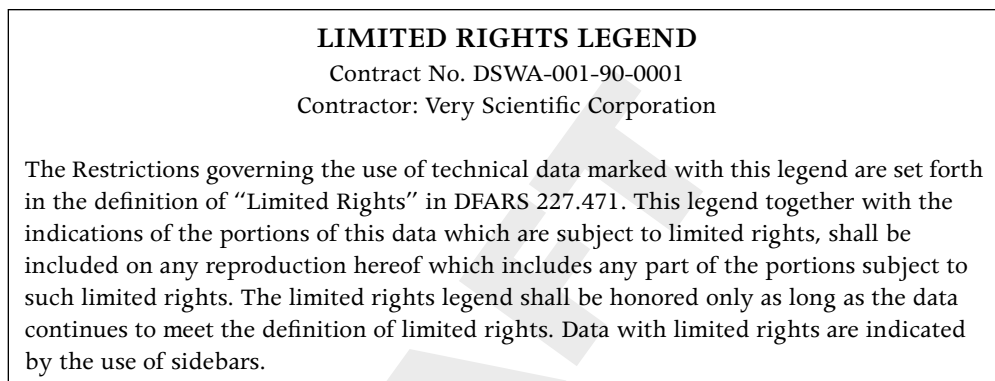 LIMITED RIGHTS LEGEND
Contract No. DSWA-001-90-0001
Contractor: Very Scientific Corporation
The Restrictions governing the use of technical data marked with this legend are set forth
in the definition of “Limited Rights” in DFARS 227.471. This legend together with the
indications of the portions of this data which are subject to limited rights, shall be
included on any reproduction hereof which includes any part of the portions subject to
such limited rights. The limited rights legend shall be honored only as long as the data
continues to meet the definition of limited rights. Data with limited rights are indicated
by the use of sidebars.